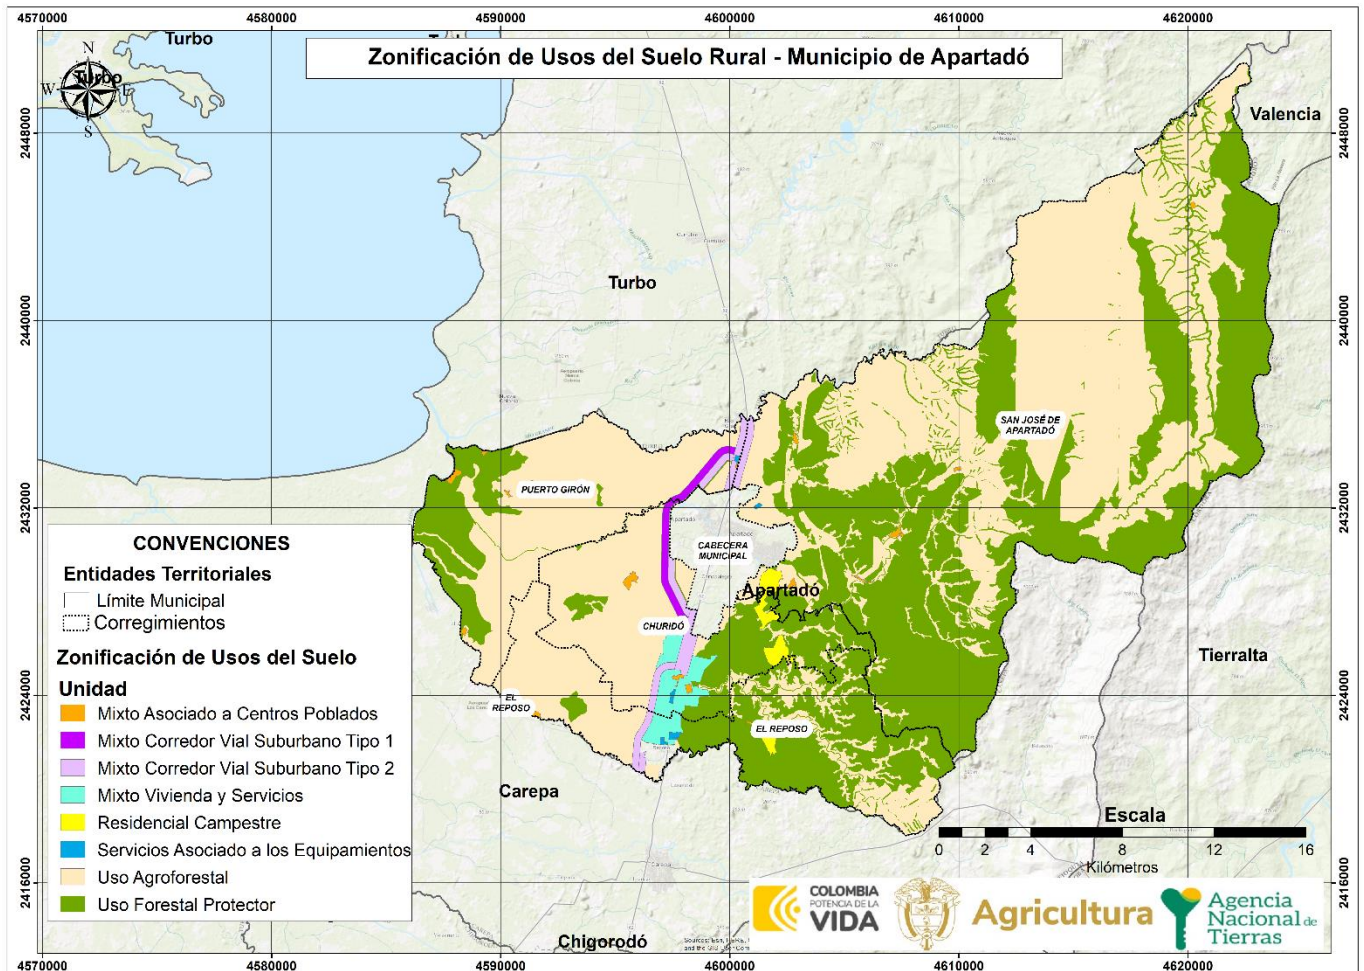 4570000 4580000 4590000 4600000 4610000 4620000
Zonificación de Usos del Suelo Rural - Municipio de Apartadó
Turbo
N
Turbo
W E
S
Valencia
2448000 2448000
Turbo
2440000 2440000
SAN JOSÉ DE
APARTADÓ
PUERTO GIRÓN
2432000 2432000
CABECERA
MUNICIPAL
Apartadó
CHURIDÓ
Tierralta
EL
REPOSO
EL REPOSO
2424000 2424000
Carepa
Chigorodó
2416000 2416000
CONVENCIONES
Entidades Territoriales
Límite Municipal
Corregimientos
Zonificación de Usos del Suelo
Unidad
Mixto Asociado a Centros Poblados
Mixto Corredor Vial Suburbano Tipo 1
Mixto Corredor Vial Suburbano Tipo 2
Mixto Vivienda y Servicios
Residencial Campestre
Servicios Asociado a los Equipamientos
Uso Agroforestal
Uso Forestal Protector
Escala
0 2 4 8 12 16
Kilómetros
COLOMBIA
POTENCIA DE LA
VIDA
Agricultura
Agencia
Nacional de
Tierras
4570000 4580000 4590000 4600000 4610000 4620000